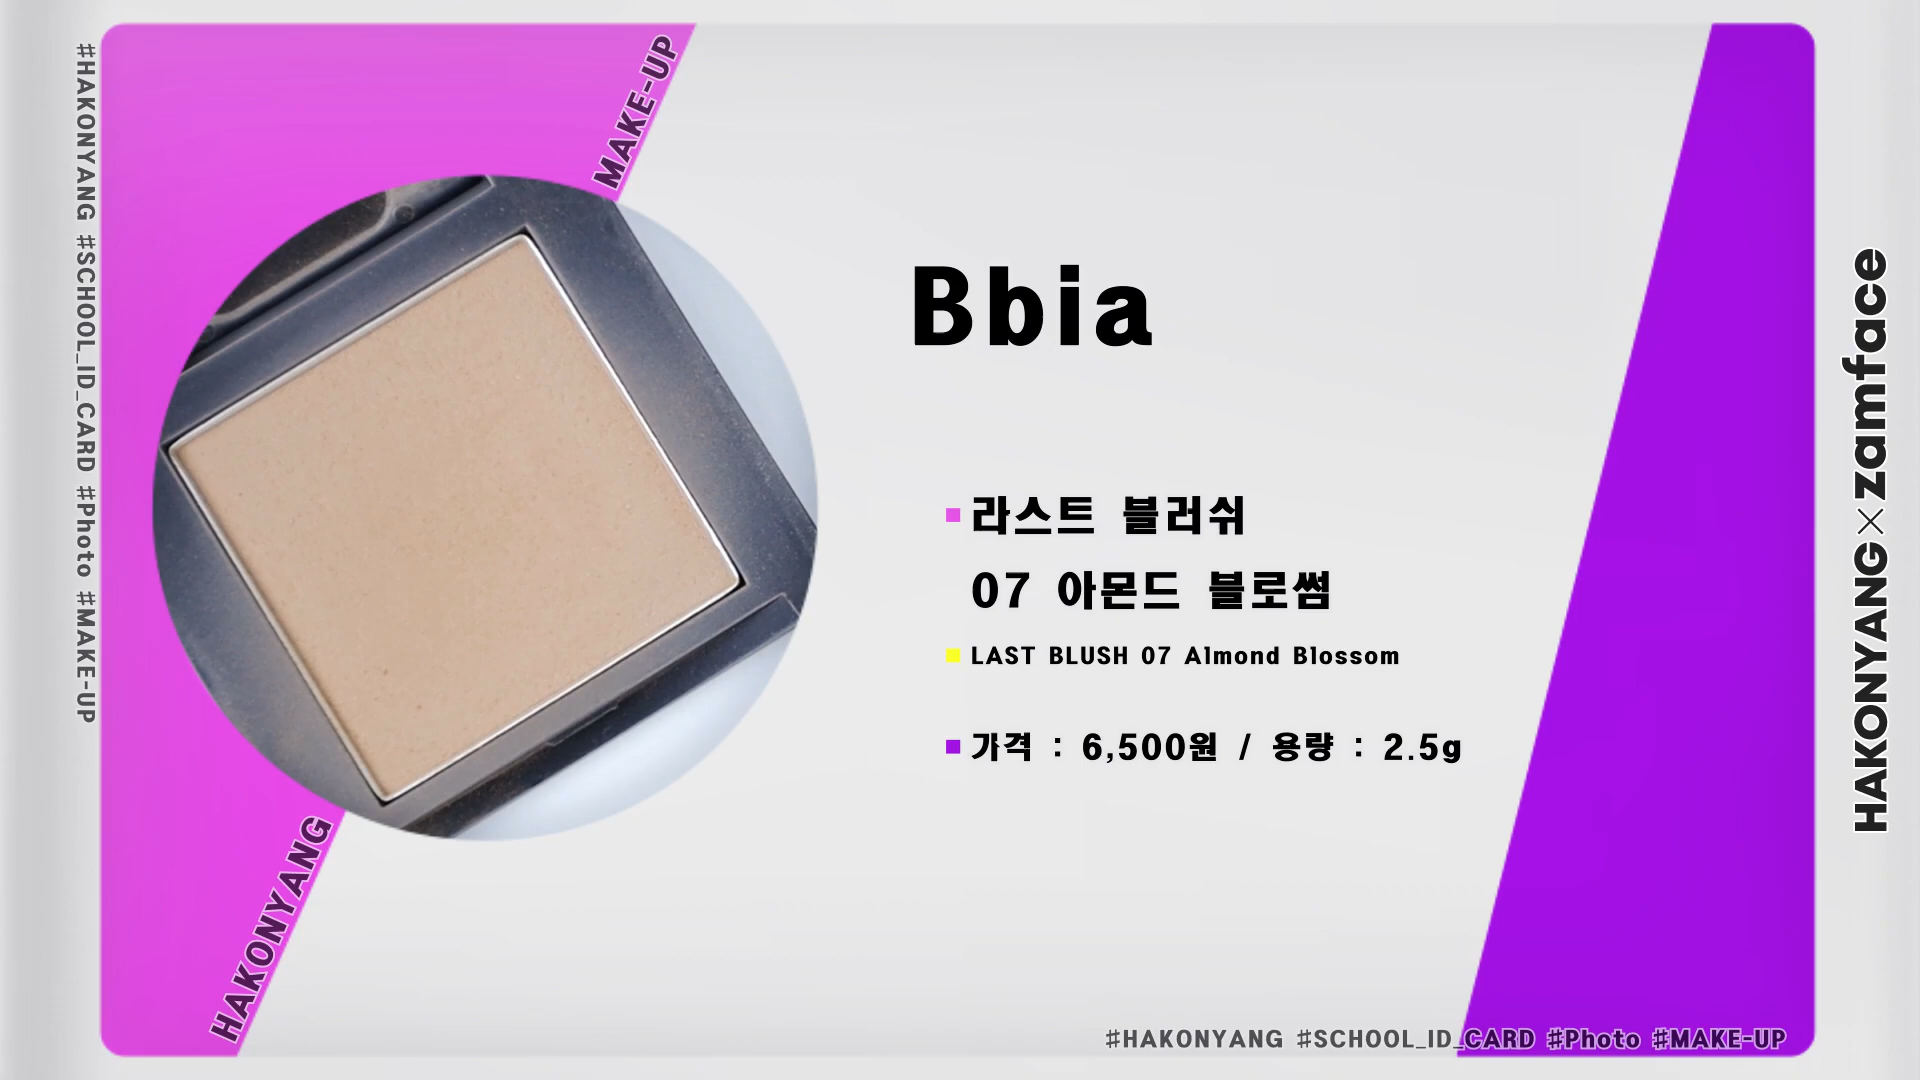 #HAKONYANG #SCHOOL_ID_CARD #Photo #MAKE-UP
MAKE-UP
HAKONYANG
Bbia
라스트 블러쉬
07 아몬드 블로썸
LAST BLUSH 07 Almond Blossom
가격 : 6,500원 / 용량 : 2.5g
HAKONYANG×zamface
#HAKONYANG #SCHOOL_ID_CARD #Photo #MAKE-UP